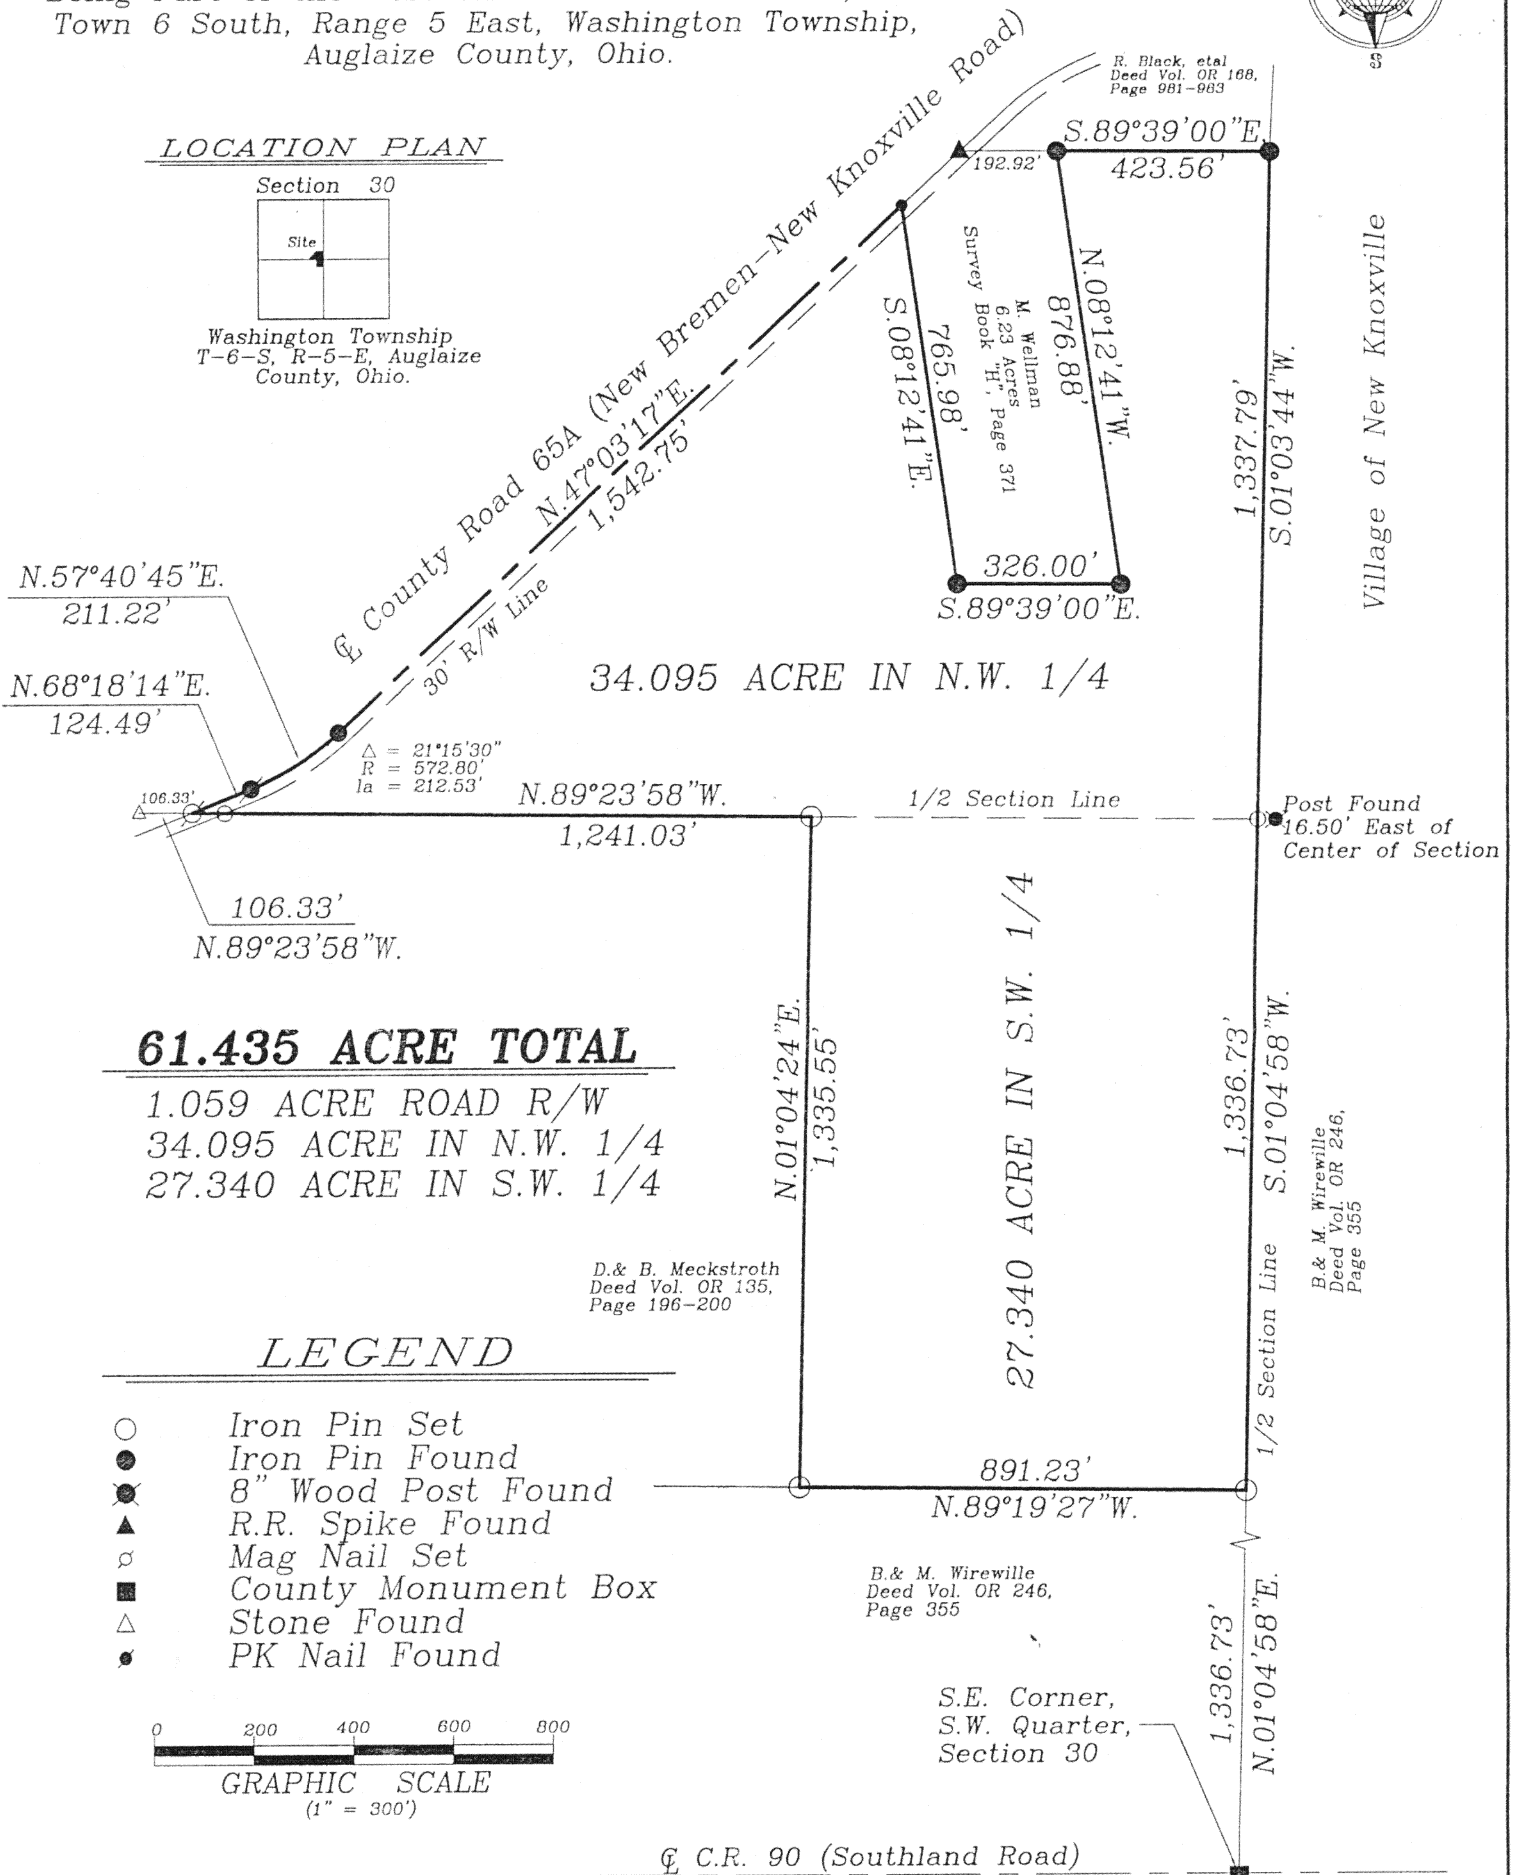 Town 6 South, Range 5 East, Washington Township,
Auglaize County, Ohio.
S
R. Black, etal
Deed Vol. OR 168,
Page 981-983
LOCATION PLAN
Section 30
Site
Washington Township
T-6-S, R-5-E, Auglaize
County, Ohio.
S.89°39'00"E.
423.56'
192.92'
℄ County Road 65A (New Bremen-New Knoxville Road)
N.47°03'17"E.
1,542.75'
30' R/W Line
S.08°12'41"E.
765.98'
Survey Book "H", Page 371
6.23 Acres
M. Wellman
876.88'
N.08°12'41"W.
326.00'
S.89°39'00"E.
1,337.79'
S.01°03'44"W.
Village of New Knoxville
N.57°40'45"E.
211.22'
N.68°18'14"E.
124.49'
34.095 ACRE IN N.W. 1/4
Δ = 21°15'30"
R = 572.80'
la = 212.53'
106.33'
N.89°23'58"W.
1,241.03'
1/2 Section Line
Post Found
16.50' East of
Center of Section
106.33'
N.89°23'58"W.
61.435 ACRE TOTAL
1.059 ACRE ROAD R/W
34.095 ACRE IN N.W. 1/4
27.340 ACRE IN S.W. 1/4
N.01°04'24"E.
1,335.55'
27.340 ACRE IN S.W. 1/4
1,336.73'
1/2 Section Line
S.01°04'58"W.
B.& M. Wirewille
Deed Vol. OR 246,
Page 355
D.& B. Meckstroth
Deed Vol. OR 135,
Page 196-200
LEGEND
Iron Pin Set
Iron Pin Found
8" Wood Post Found
R.R. Spike Found
Mag Nail Set
County Monument Box
Stone Found
PK Nail Found
891.23'
N.89°19'27"W.
B.& M. Wirewille
Deed Vol. OR 246,
Page 355
1,336.73'
N.01°04'58"E.
S.E. Corner,
S.W. Quarter,
Section 30
0 200 400 600 800
GRAPHIC SCALE
(1" = 300')
℄ C.R. 90 (Southland Road)